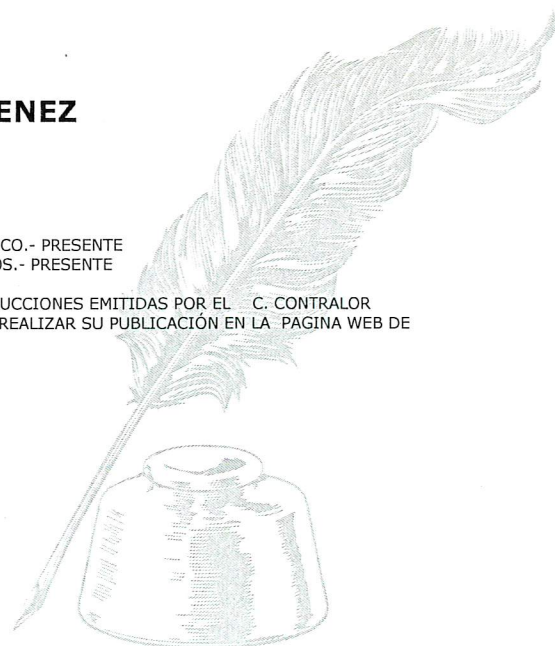 ENEZ
CO.- PRESENTE
OS.- PRESENTE
UCCIONES EMITIDAS POR EL C. CONTRALOR
REALIZAR SU PUBLICACIÓN EN LA PAGINA WEB DE